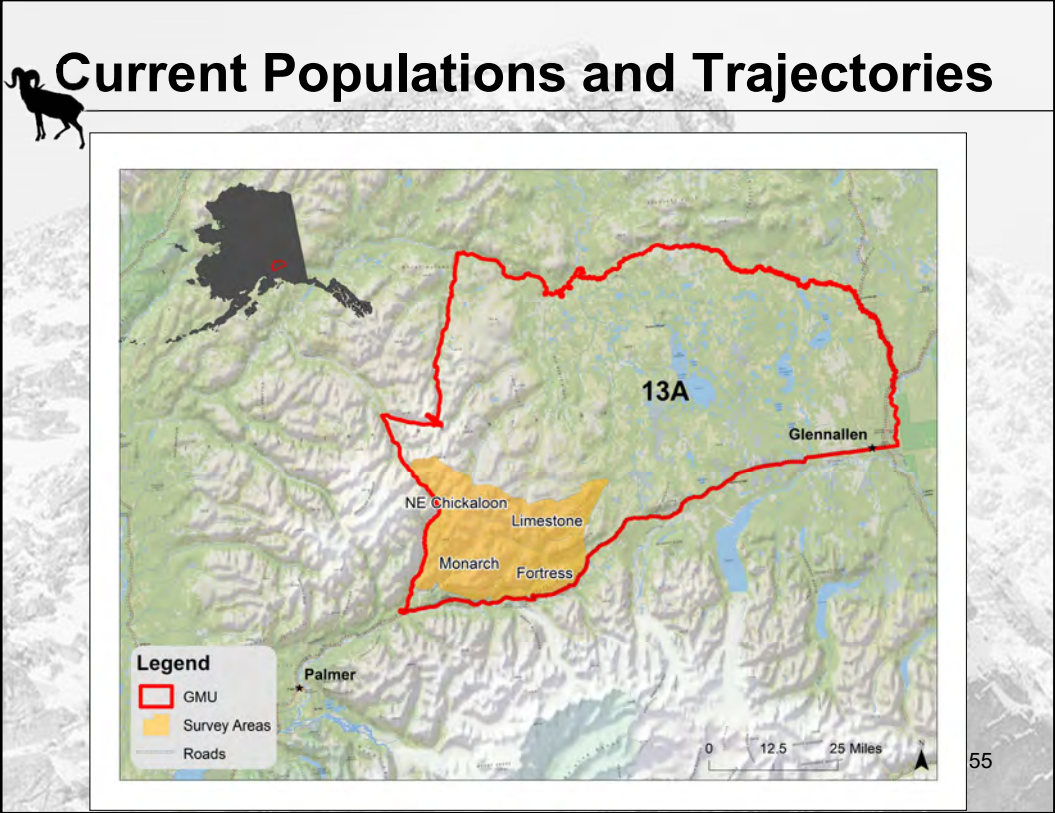 Current Populations and Trajectories
13A
Glennallen
NE Chickaloon
Limestone
Monarch
Fortress
Palmer
Legend
GMU
Survey Areas
Roads
0 12.5 25 Miles
N
55